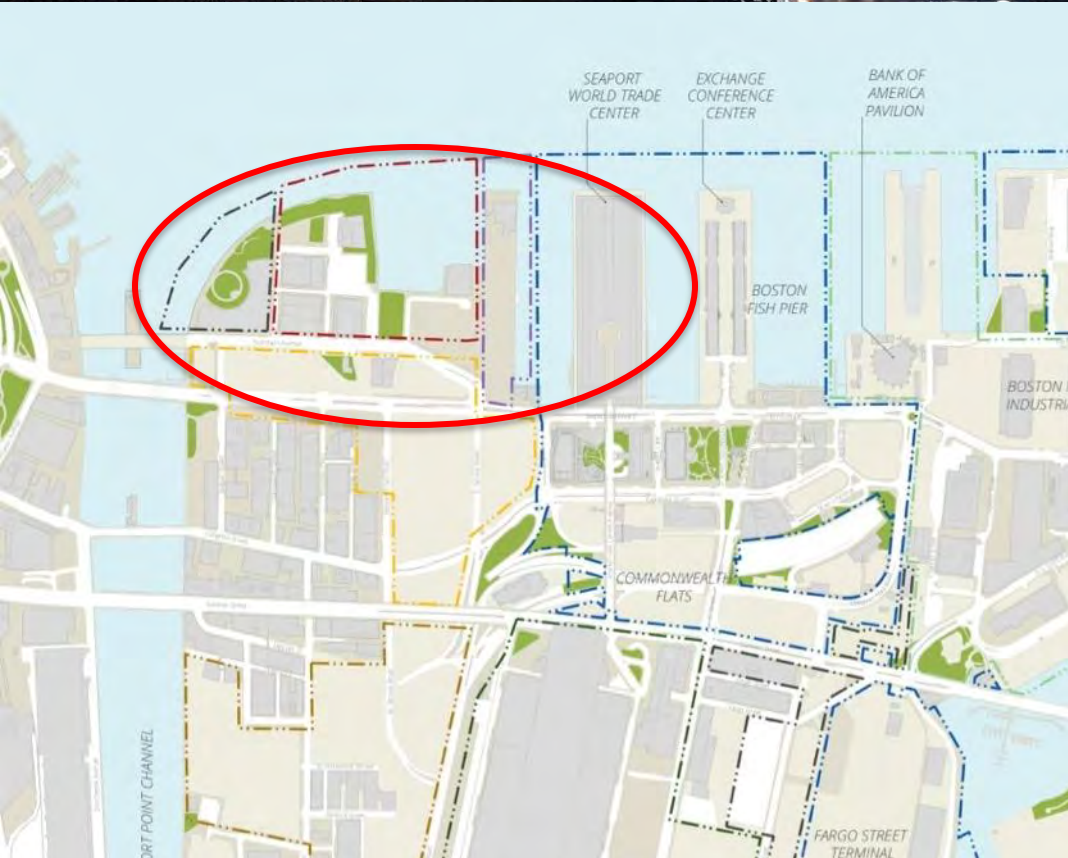 SEAPORT
WORLD TRADE
CENTER
EXCHANGE
CONFERENCE
CENTER
BANK OF
AMERICA
PAVILION
BOSTON
FISH PIER
BOSTON
INDUSTRI
COMMONWEALTH
FLATS
ORT POINT CHANNEL
FARGO STREET
TERMINAL